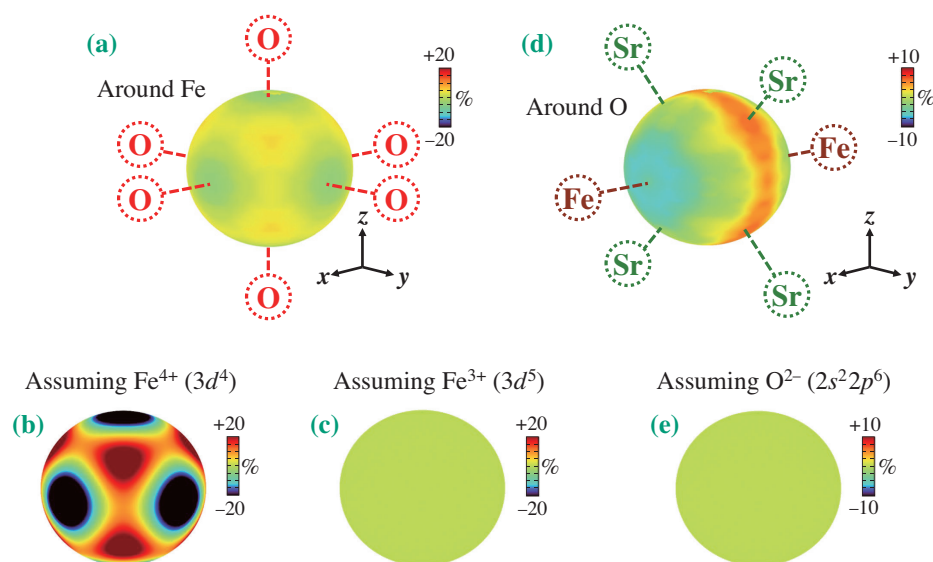 (a)
O
+20
%
–20
Around Fe
O
O
O
O
O
z
x
y
(d)
Sr
Sr
+10
%
–10
Around O
Fe
Fe
Sr
Sr
z
x
y
Assuming Fe⁴⁺ (3d⁴)
(b)
+20
%
–20
Assuming Fe³⁺ (3d⁵)
(c)
+20
%
–20
Assuming O²⁻ (2s²2p⁶)
(e)
+10
%
–10